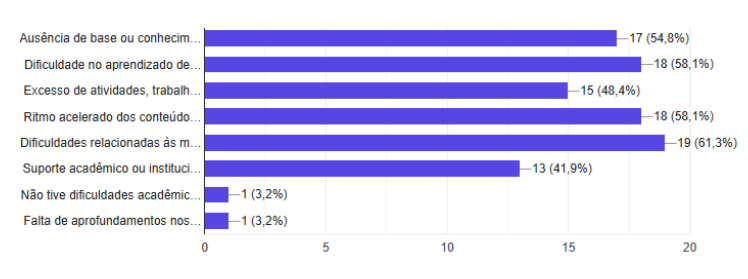 Ausência de base ou conhecim... 17 (54,8%)
Dificuldade no aprendizado de... 18 (58,1%)
Excesso de atividades, trabalh... 15 (48,4%)
Ritmo acelerado dos conteúdo... 18 (58,1%)
Dificuldades relacionadas às m... 19 (61,3%)
Suporte acadêmico ou instituci... 13 (41,9%)
Não tive dificuldades acadêmic... 1 (3,2%)
Falta de aprofundamentos nos... 1 (3,2%)
0 5 10 15 20